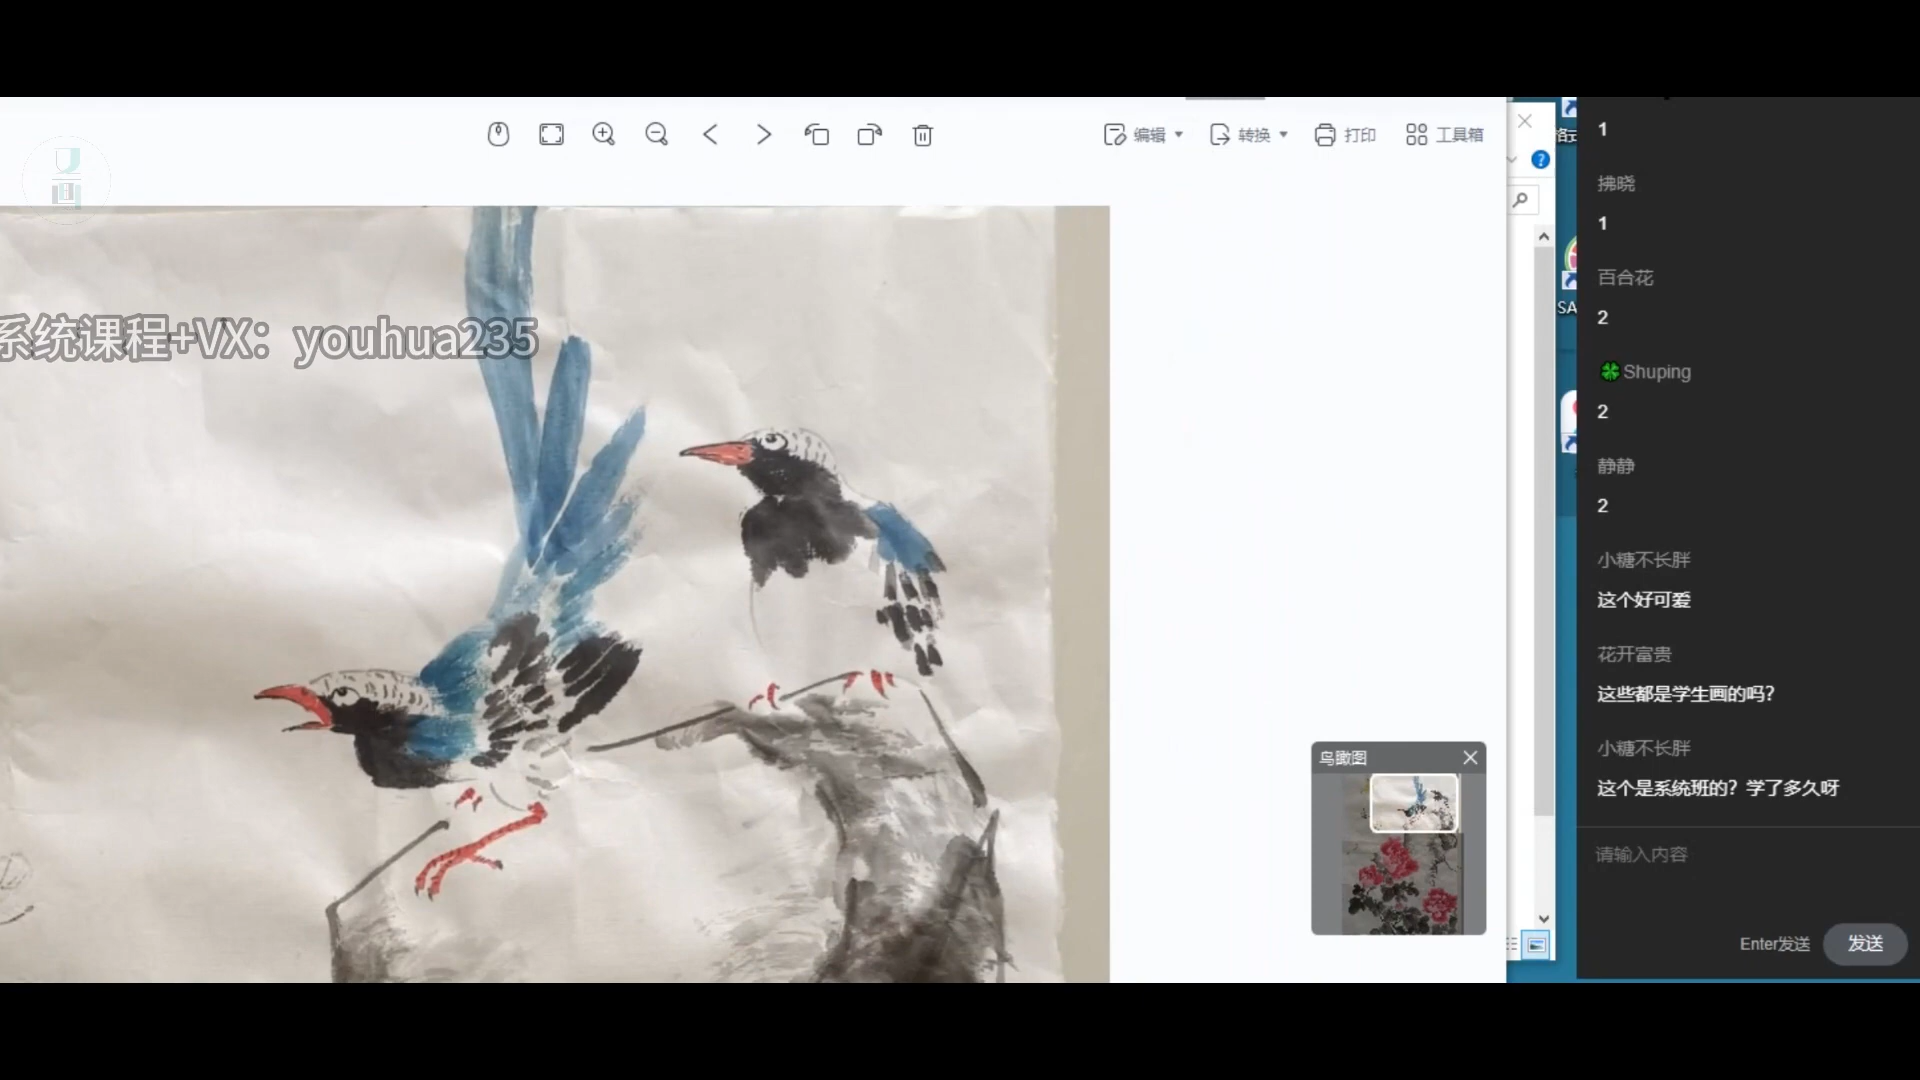 编辑
转换
打印
工具箱
系统课程+VX：youhua235
鸟瞰图
格式
SA
1
拂晓
1
百合花
2
🍀Shuping
2
静静
2
小糖不长胖
这个好可爱
花开富贵
这些都是学生画的吗？
小糖不长胖
这个是系统班的？学了多久呀
请输入内容
Enter发送
发送